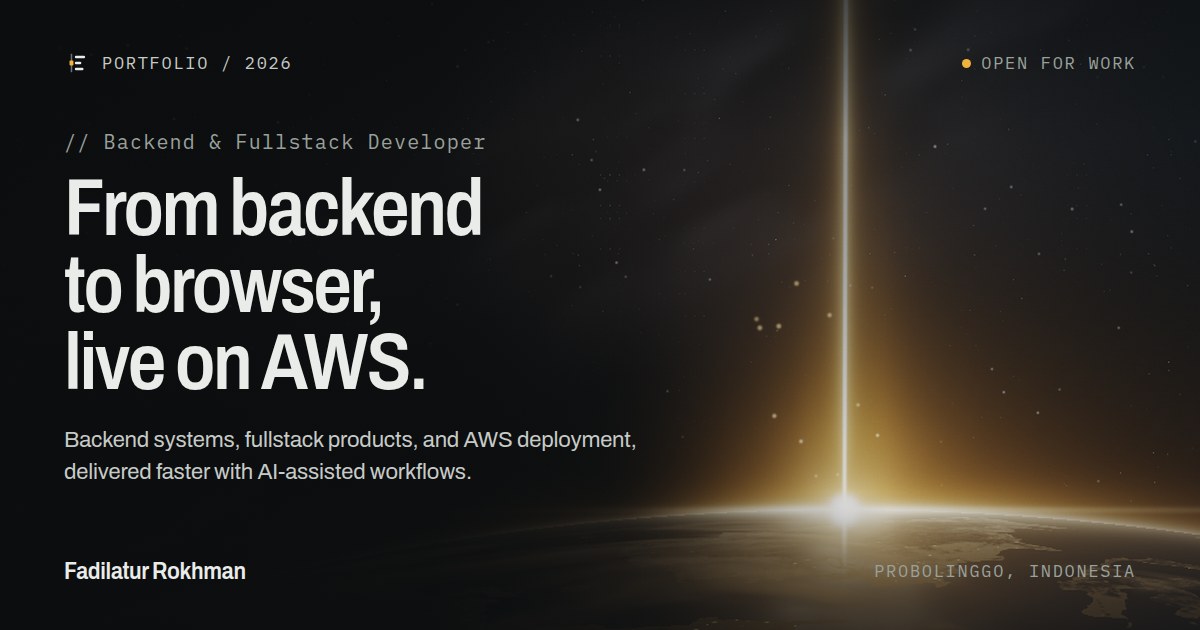 PORTFOLIO / 2026
OPEN FOR WORK
// Backend & Fullstack Developer
From backend
to browser,
live on AWS.
Backend systems, fullstack products, and AWS deployment,
delivered faster with AI-assisted workflows.
Fadilatur Rokhman
PROBOLINGGO, INDONESIA